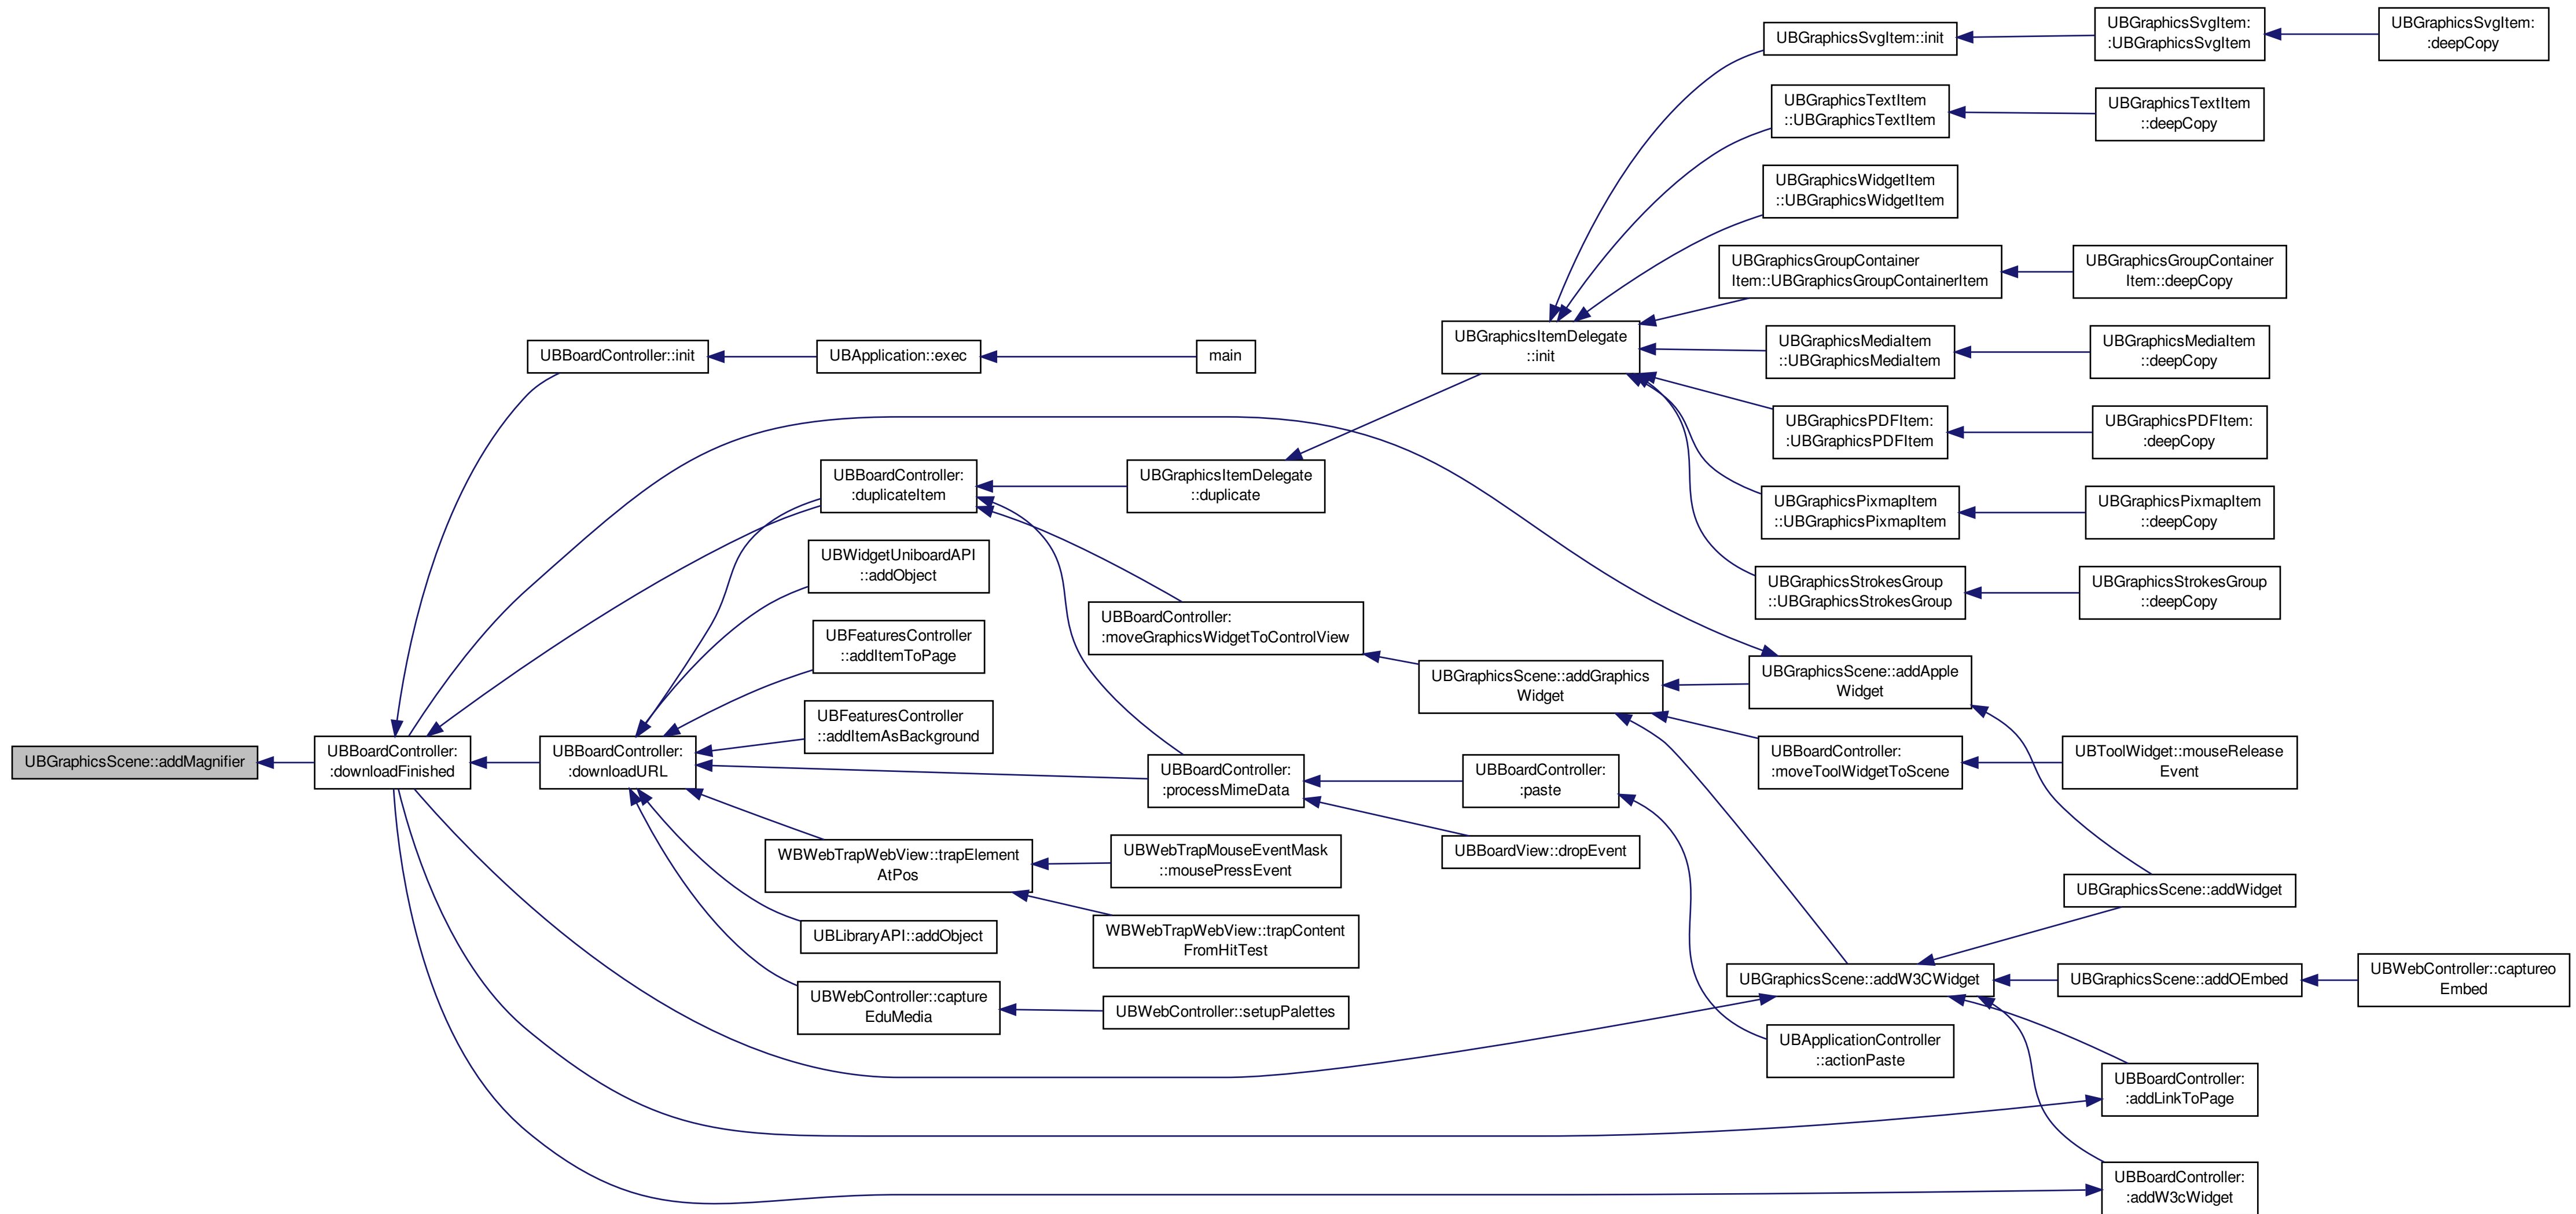 UBGraphicsScene::addMagnifier
UBBoardController:
:downloadFinished
UBBoardController::init
UBApplication::exec
main
UBBoardController:
:duplicateItem
UBGraphicsItemDelegate
::duplicate
UBGraphicsItemDelegate
::init
UBGraphicsSvgItem::init
UBGraphicsSvgItem:
:UBGraphicsSvgItem
UBGraphicsSvgItem:
:deepCopy
UBGraphicsTextItem
::UBGraphicsTextItem
UBGraphicsTextItem
::deepCopy
UBGraphicsWidgetItem
::UBGraphicsWidgetItem
UBGraphicsGroupContainer
Item::UBGraphicsGroupContainerItem
UBGraphicsGroupContainer
Item::deepCopy
UBGraphicsMediaItem
::UBGraphicsMediaItem
UBGraphicsMediaItem
::deepCopy
UBGraphicsPDFItem:
:UBGraphicsPDFItem
UBGraphicsPDFItem:
:deepCopy
UBGraphicsPixmapItem
::UBGraphicsPixmapItem
UBGraphicsPixmapItem
::deepCopy
UBGraphicsStrokesGroup
::UBGraphicsStrokesGroup
UBGraphicsStrokesGroup
::deepCopy
UBBoardController:
:downloadURL
UBWidgetUniboardAPI
::addObject
UBFeaturesController
::addItemToPage
UBFeaturesController
::addItemAsBackground
UBBoardController:
:moveGraphicsWidgetToControlView
UBGraphicsScene::addGraphics
Widget
UBGraphicsScene::addApple
Widget
UBBoardController:
:moveToolWidgetToScene
UBToolWidget::mouseRelease
Event
UBBoardController:
:processMimeData
UBBoardController:
:paste
UBBoardView::dropEvent
WBWebTrapWebView::trapElement
AtPos
UBWebTrapMouseEventMask
::mousePressEvent
WBWebTrapWebView::trapContent
FromHitTest
UBLibraryAPI::addObject
UBWebController::capture
EduMedia
UBWebController::setupPalettes
UBGraphicsScene::addWidget
UBGraphicsScene::addW3CWidget
UBGraphicsScene::addOEmbed
UBWebController::captureo
Embed
UBApplicationController
::actionPaste
UBBoardController:
:addLinkToPage
UBBoardController:
:addW3cWidget